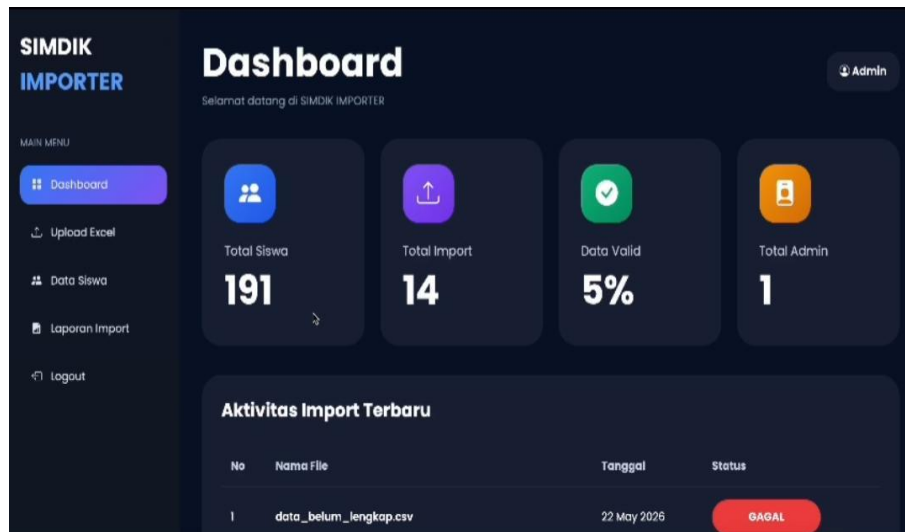 SIMDIK
IMPORTER
MAIN MENU
Dashboard
Upload Excel
Data Siswa
Laporan Import
Logout
Dashboard
Selamat datang di SIMDIK IMPORTER
Admin
Total Siswa
191
Total Import
14
Data Valid
5%
Total Admin
1
Aktivitas Import Terbaru
No Nama File Tanggal Status
1 data_belum_lengkap.csv 22 May 2026 GAGAL